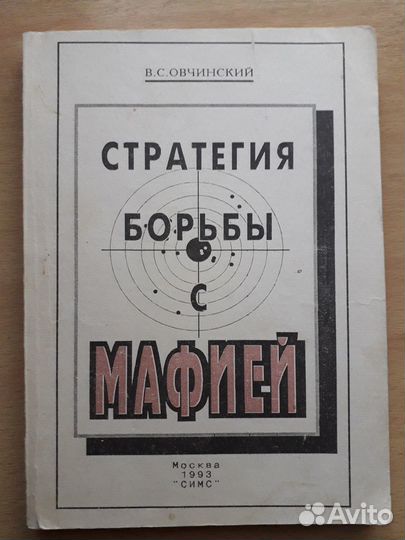 В.С.ОВЧИНСКИЙ
СТРАТЕГИЯ
БОРЬБЫ
С
МАФИЕЙ
Москва
1993
"СИМС"
Avito